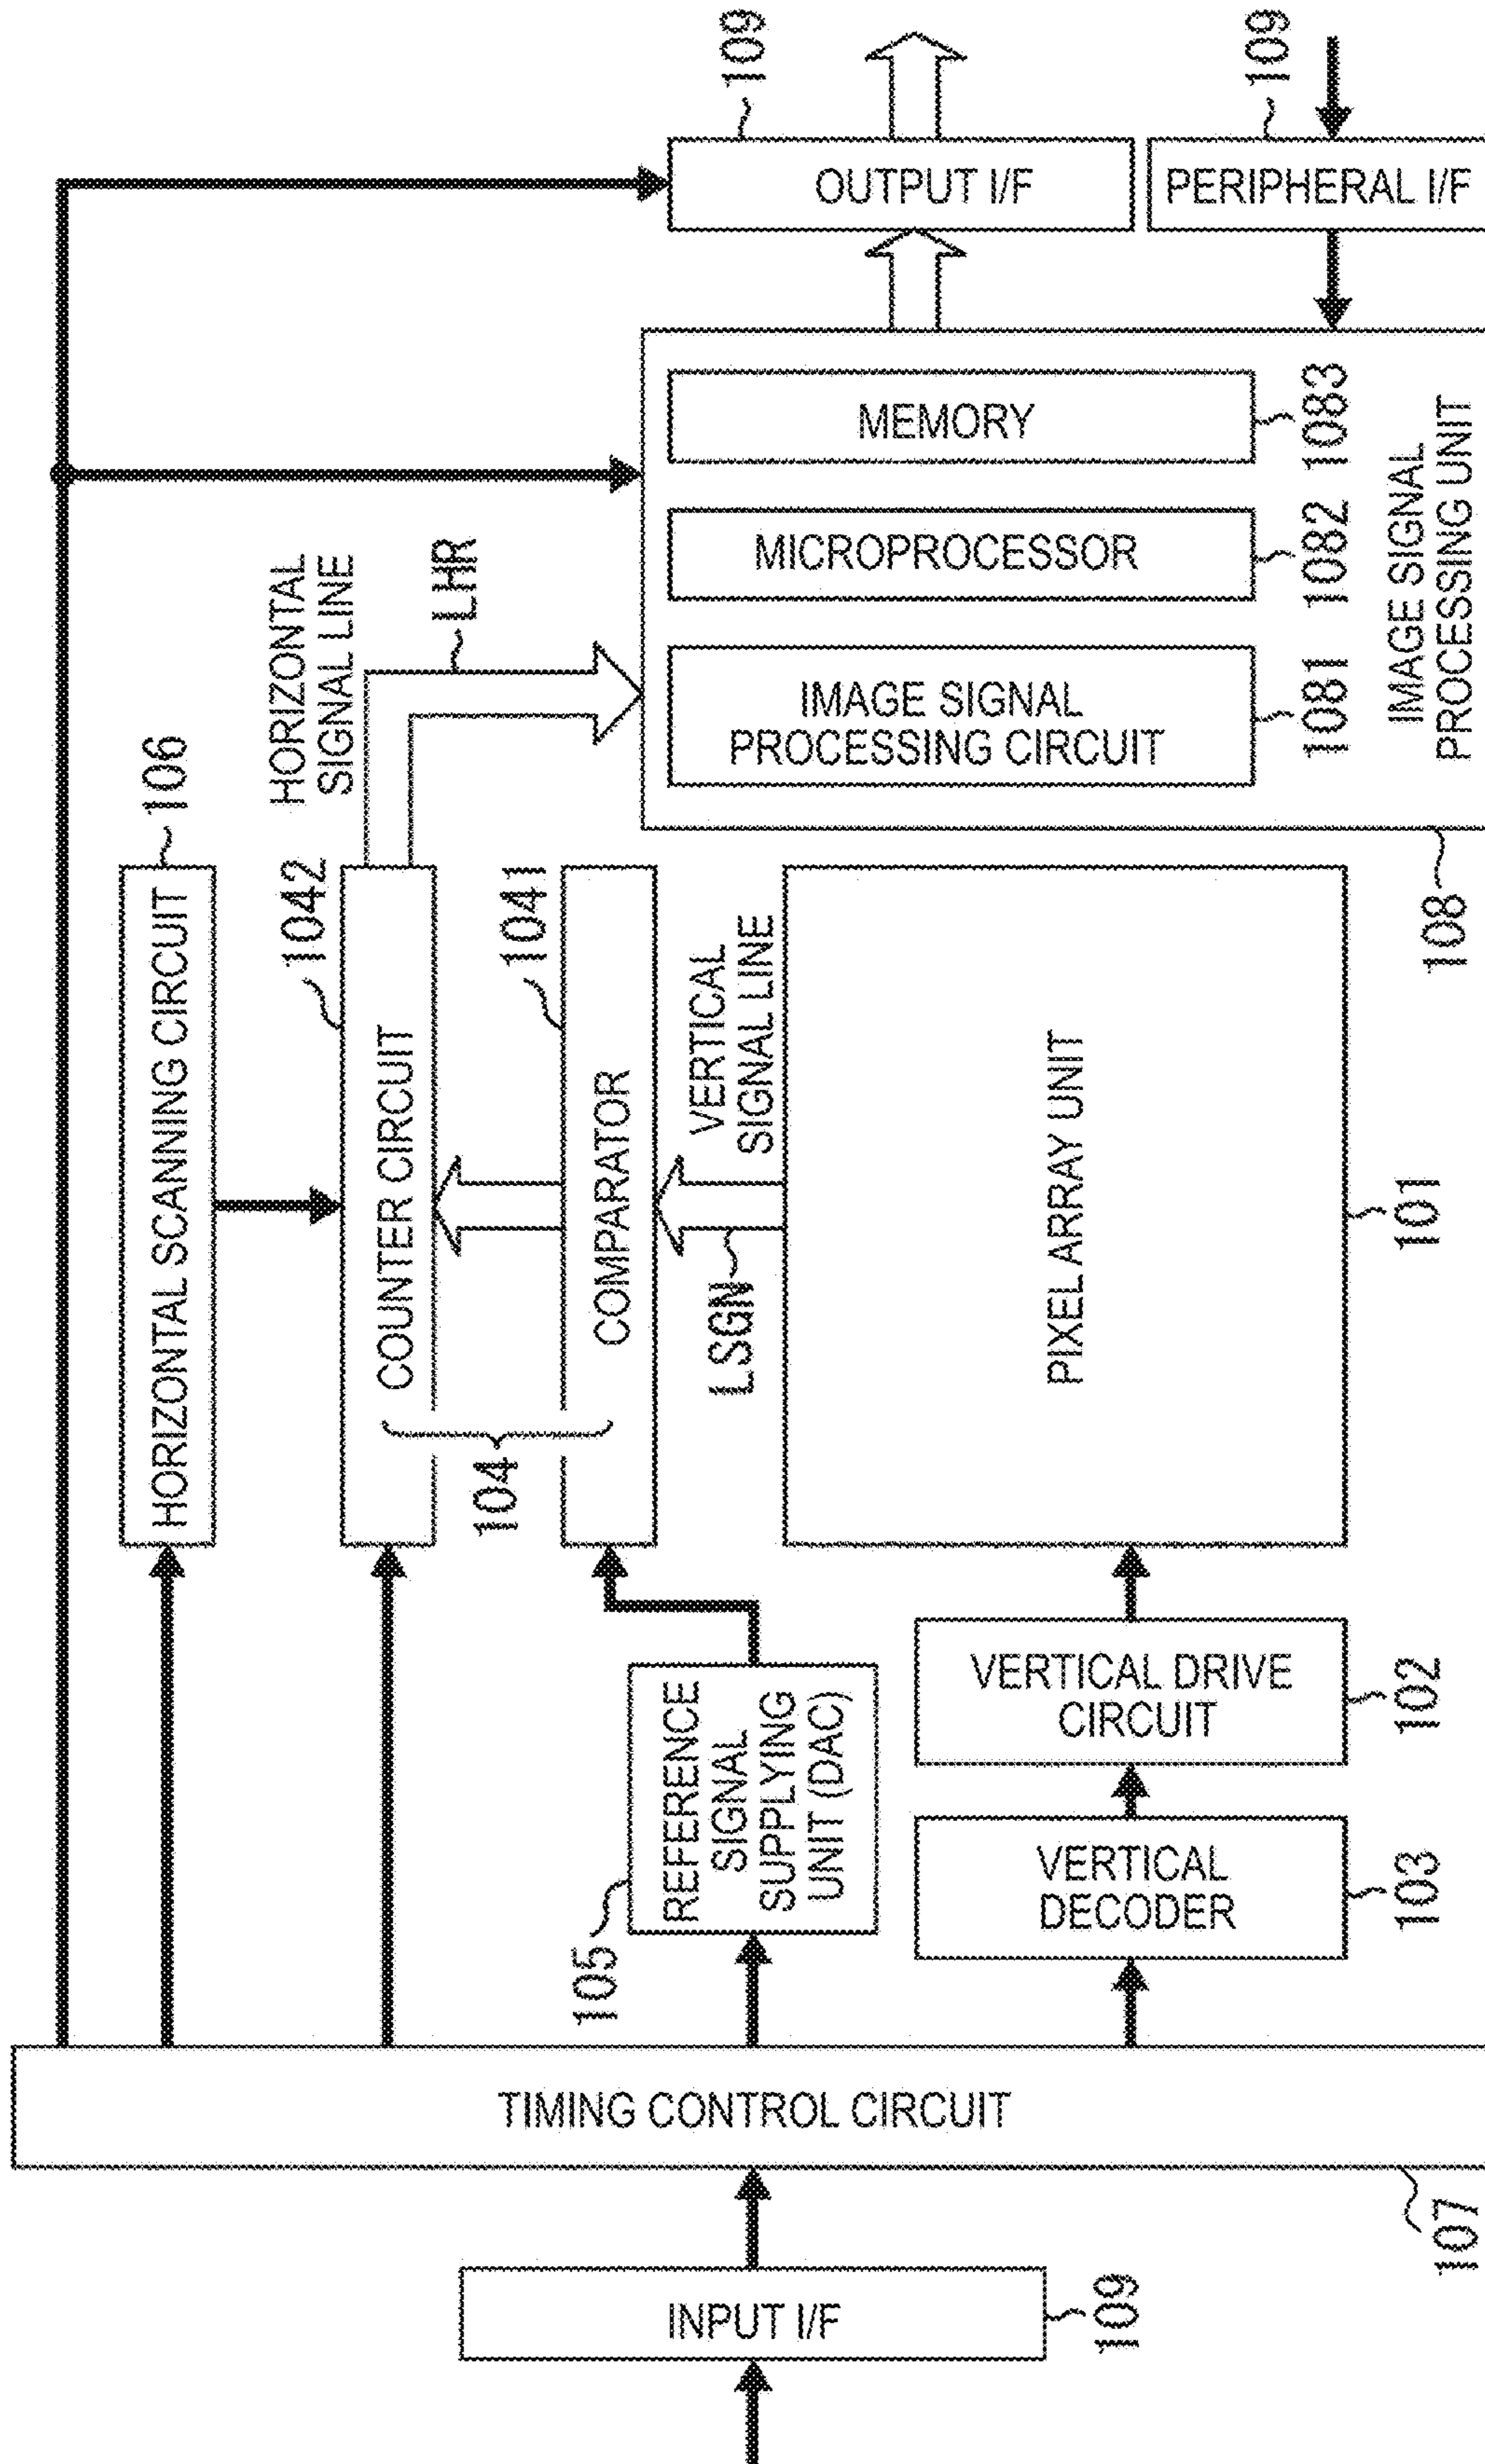 HORIZONTAL SCANNING CIRCUIT
106
1042
HORIZONTAL
SIGNAL LINE
LHR
COUNTER CIRCUIT
104
1041
COMPARATOR
105
REFERENCE
SIGNAL
SUPPLYING
UNIT (DAC)
LSGN
VERTICAL
SIGNAL LINE
INPUT I/F
109
TIMING CONTROL CIRCUIT
107
VERTICAL
DECODER
103
VERTICAL DRIVE
CIRCUIT
102
PIXEL ARRAY UNIT
101
IMAGE SIGNAL
PROCESSING CIRCUIT
1081
MICROPROCESSOR
1082
MEMORY
1083
IMAGE SIGNAL
PROCESSING UNIT
108
109
OUTPUT I/F
109
PERIPHERAL I/F